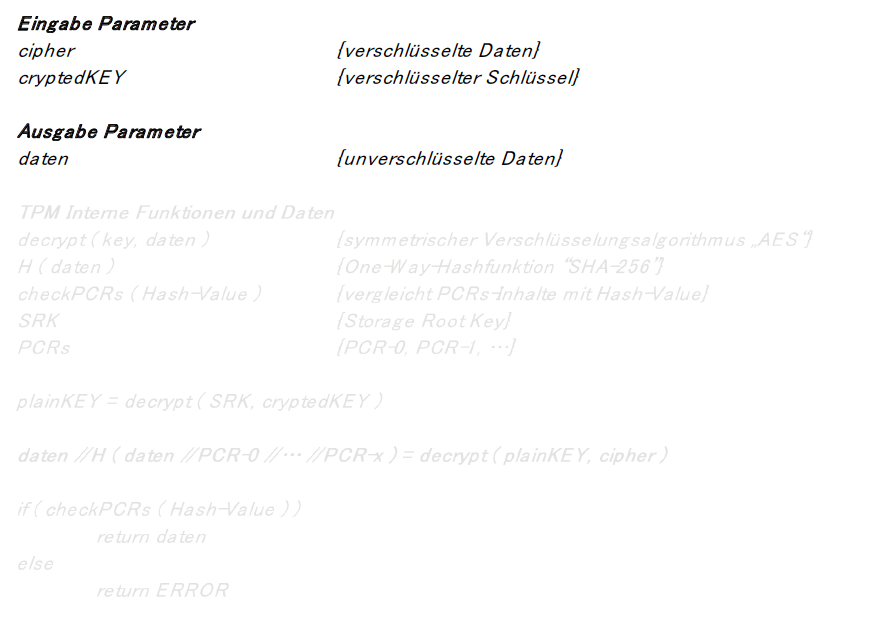 Eingabe Parameter
cipher {verschlüsselte Daten}
cryptedKEY {verschlüsselter Schlüssel}
Ausgabe Parameter
daten {unverschlüsselte Daten}
TPM Interne Funktionen und Daten
decrypt ( key, daten ) {symmetrischer Verschlüsselungsalgorithmus „AES“}
H ( daten ) {One-Way-Hashfunktion “SHA-256”}
checkPCRs ( Hash-Value ) {vergleicht PCRs-Inhalte mit Hash-Value}
SRK {Storage Root Key}
PCRs {PCR-0, PCR-1, …}
plainKEY = decrypt ( SRK, cryptedKEY )
daten //H ( daten //PCR-0 //… //PCR-x ) = decrypt ( plainKEY, cipher )
if ( checkPCRs ( Hash-Value ) )
return daten
else
return ERROR